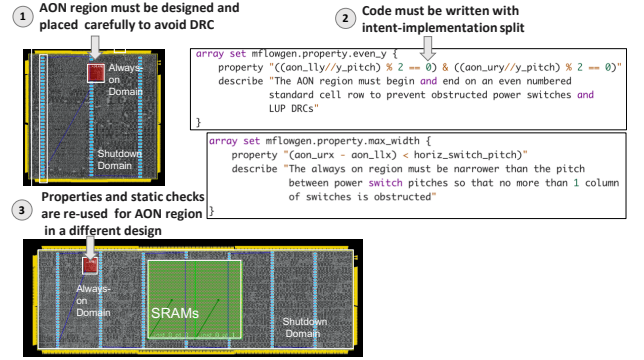 1 AON region must be designed and
placed carefully to avoid DRC
Always-
on
Domain
Shutdown
Domain
2 Code must be written with
intent-implementation split
array set mflowgen.property.even_y {
property "((aon_lly//y_pitch) % 2 == 0) & ((aon_ury//y_pitch) % 2 == 0)"
describe "The AON region must begin and end on an even numbered
standard cell row to prevent obstructed power switches and
LUP DRCs"
}
array set mflowgen.property.max_width {
property "(aon_urx - aon_llx) < horiz_switch_pitch)"
describe "The always on region must be narrower than the pitch
between power switch pitches so that no more than 1 column
of switches is obstructed"
}
3 Properties and static checks
are re-used for AON region
in a different design
Always-
on
Domain
SRAMs
Shutdown
Domain